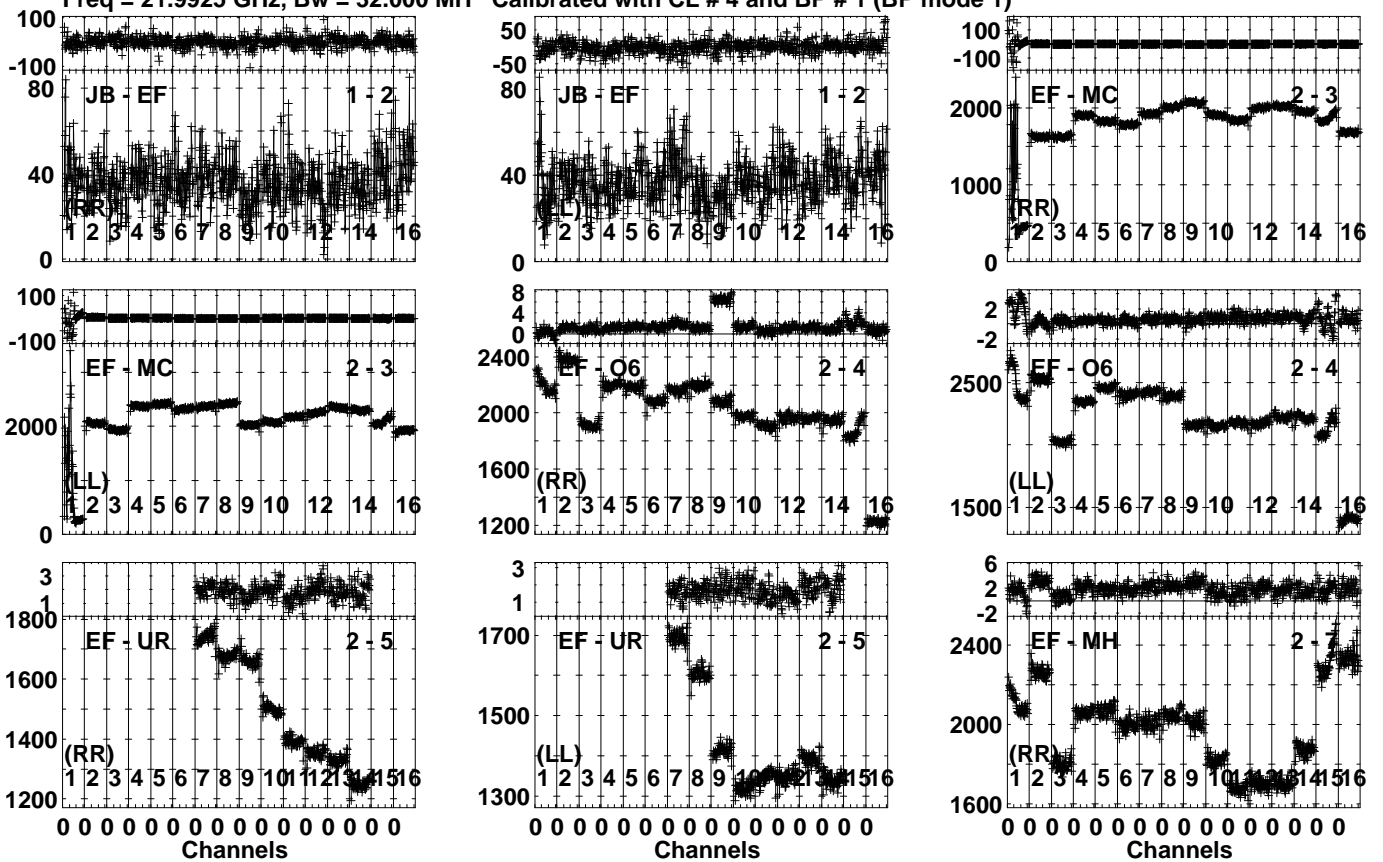 Freq = 21.9925 GHz, Bw = 32.000 MH Calibrated with CL # 4 and BP # 1 (BP mode 1)
100
-100
80
40
0
JB - EF 1 - 2
(RR)
1 2 3 4 5 6 7 8 9 10 12 14 16
50
-50
80
40
0
JB - EF 1 - 2
(LL)
1 2 3 4 5 6 7 8 9 10 12 14 16
100
-100
2000
1000
0
EF - MC 2 - 3
(RR)
1 2 3 4 5 6 7 8 9 10 12 14 16
100
-100
2000
0
EF - MC 2 - 3
(LL)
1 2 3 4 5 6 7 8 9 10 12 14 16
8
4
0
2400
2000
1600
1200
EF - O6 2 - 4
(RR)
1 2 3 4 5 6 7 8 9 10 12 14 16
2
-2
2500
1500
EF - O6 2 - 4
(LL)
1 2 3 4 5 6 7 8 9 10 12 14 16
3
1
1800
1600
1400
1200
EF - UR 2 - 5
(RR)
1 2 3 4 5 6 7 8 9 10 11 12 13 14 15 16
0 0 0 0 0 0 0 0 0 0 0 0 0 0 0 0
Channels
3
1
1700
1500
1300
EF - UR 2 - 5
(LL)
1 2 3 4 5 6 7 8 9 10 12 13 14 15 16
0 0 0 0 0 0 0 0 0 0 0 0 0 0 0 0
Channels
6
2
-2
2400
2000
1600
EF - MH 2 - 7
(RR)
1 2 3 4 5 6 7 8 9 10 11 12 13 14 15 16
0 0 0 0 0 0 0 0 0 0 0 0 0 0 0 0
Channels